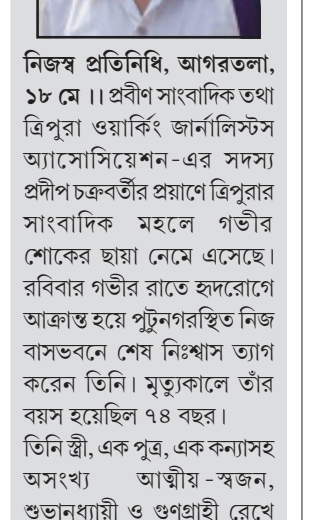 নিজস্ব প্রতিনিধি, আগরতলা,
১৮ মে ।। প্রবীণ সাংবাদিক তথা
ত্রিপুরা ওয়ার্কিং জার্নালিস্টস
অ্যাসোসিয়েশন-এর সদস্য
প্রদীপ চক্রবর্তীর প্রয়াণে ত্রিপুরার
সাংবাদিক মহলে গভীর
শোকের ছায়া নেমে এসেছে।
রবিবার গভীর রাতে হৃদরোগে
আক্রান্ত হয়ে পুটুনগরস্থিত নিজ
বাসভবনে শেষ নিঃশ্বাস ত্যাগ
করেন তিনি। মৃত্যুকালে তাঁর
বয়স হয়েছিল ৭৪ বছর।
তিনি স্ত্রী, এক পুত্র, এক কন্যাসহ
অসংখ্য আত্মীয়-স্বজন,
শুভানুধ্যায়ী ও গুণগ্রাহী রেখে